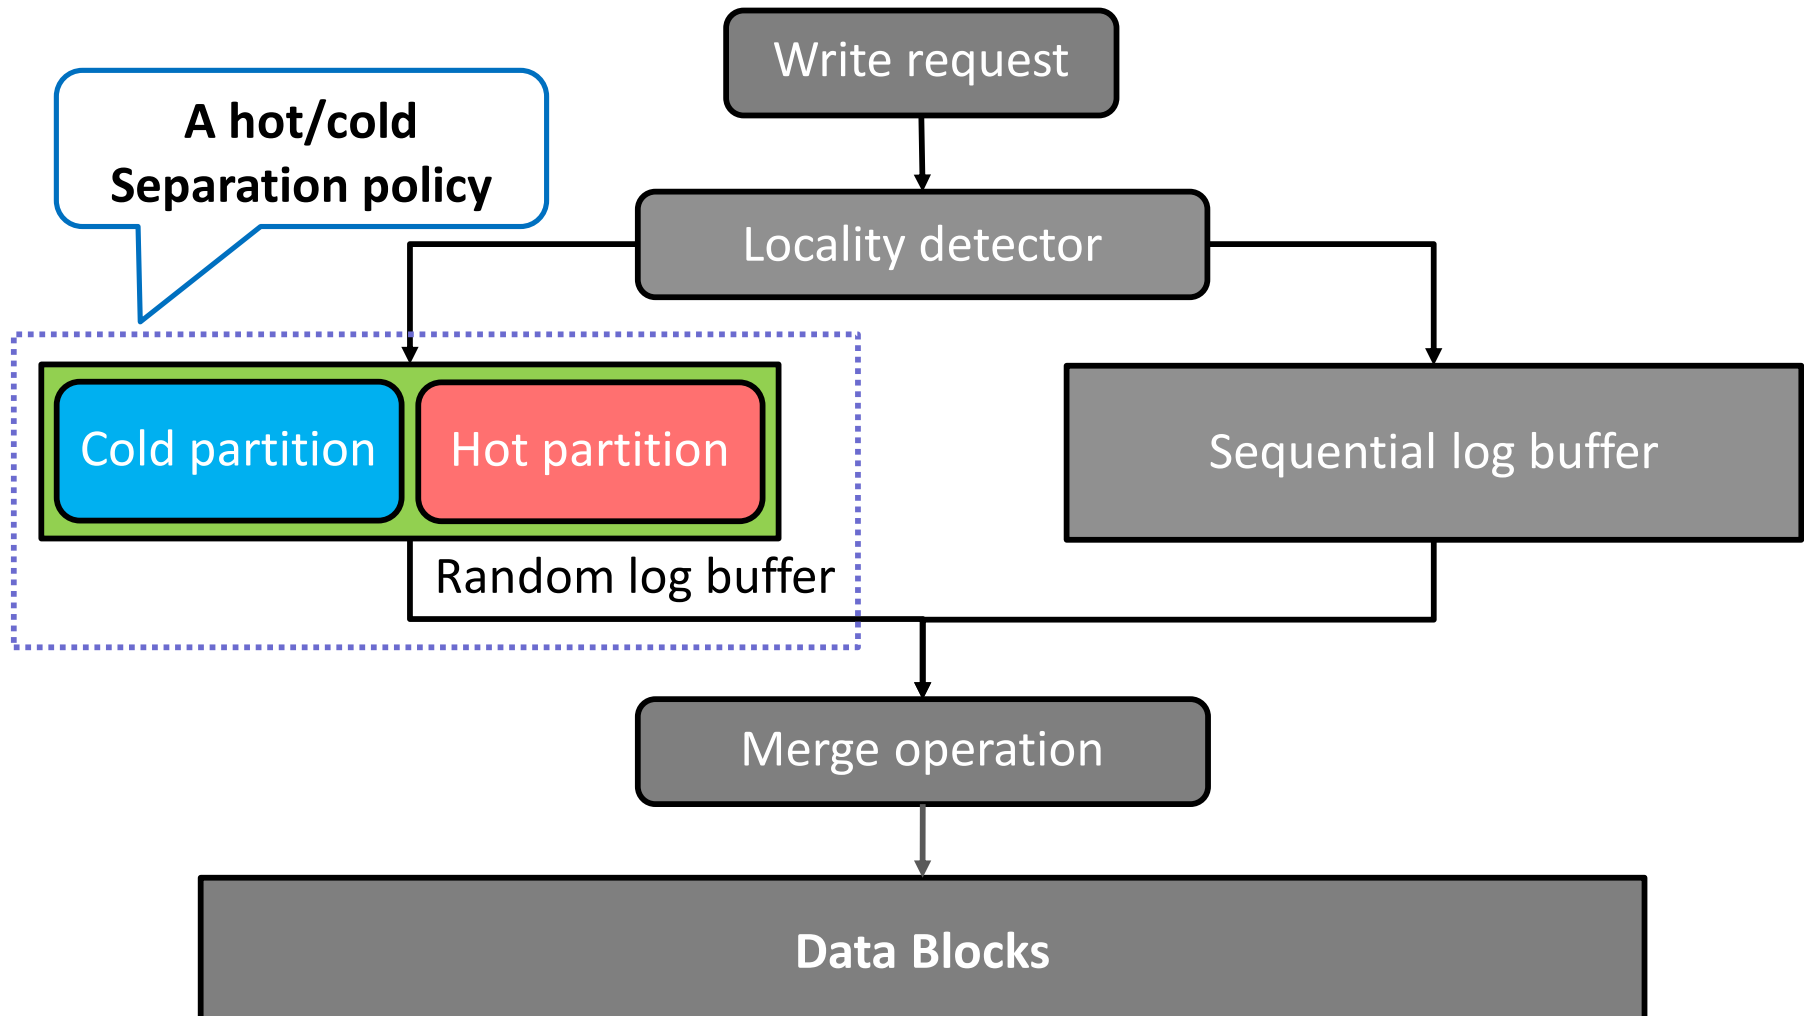 Write request
A hot/cold
Separation policy
Locality detector
Cold partition
Hot partition
Sequential log buffer
Random log buffer
Merge operation
Data Blocks